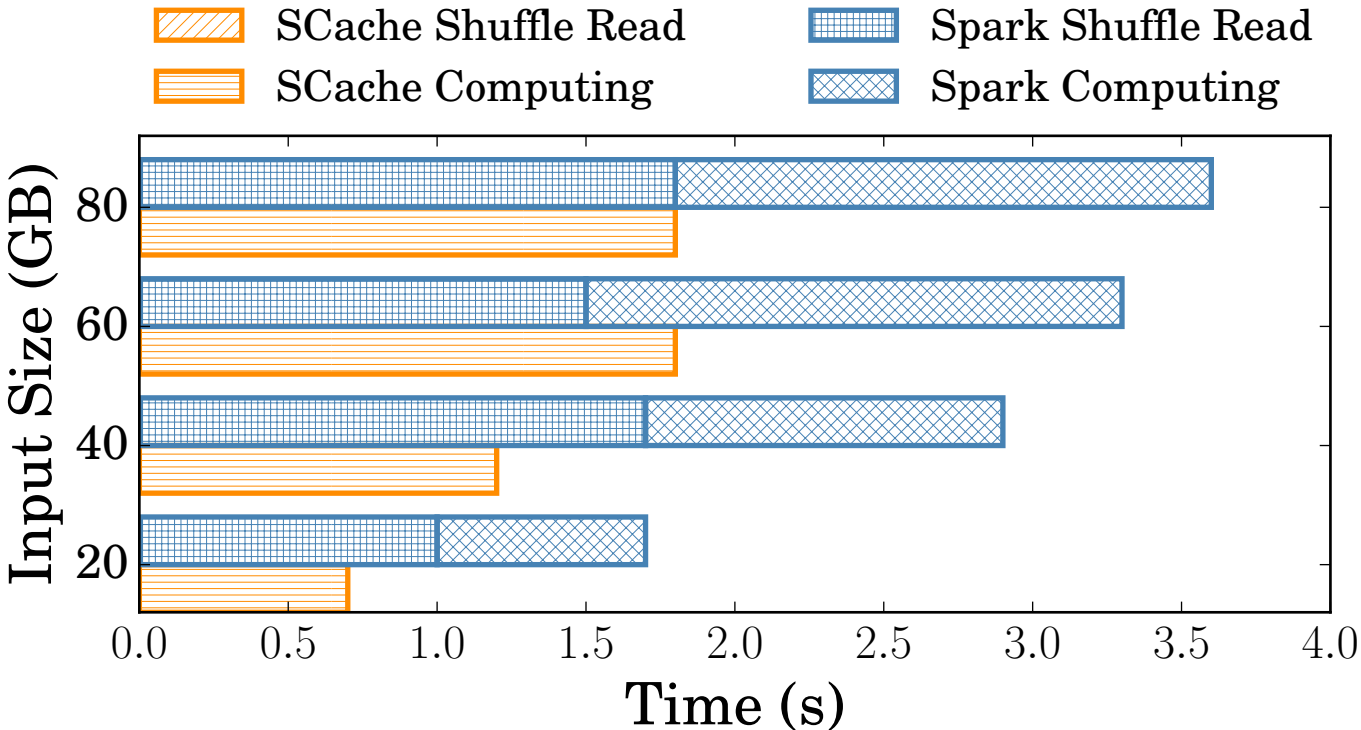 SCache Shuffle Read
Spark Shuffle Read
SCache Computing
Spark Computing
Input Size (GB)
80
60
40
20
0.0 0.5 1.0 1.5 2.0 2.5 3.0 3.5 4.0
Time (s)